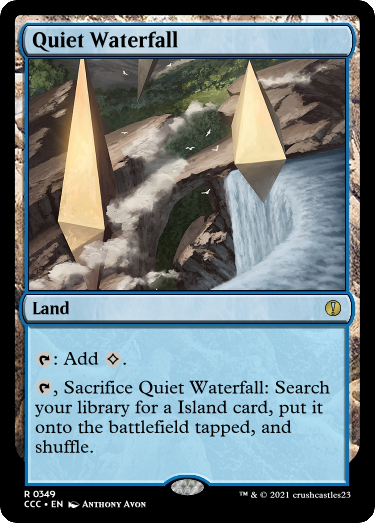 Quiet Waterfall
Land
: Add .
, Sacrifice Quiet Waterfall: Search
your library for a Island card, put it
onto the battlefield tapped, and
shuffle.
R 0349
CCC • EN Anthony Avon
™ & © 2021 crushcastles23